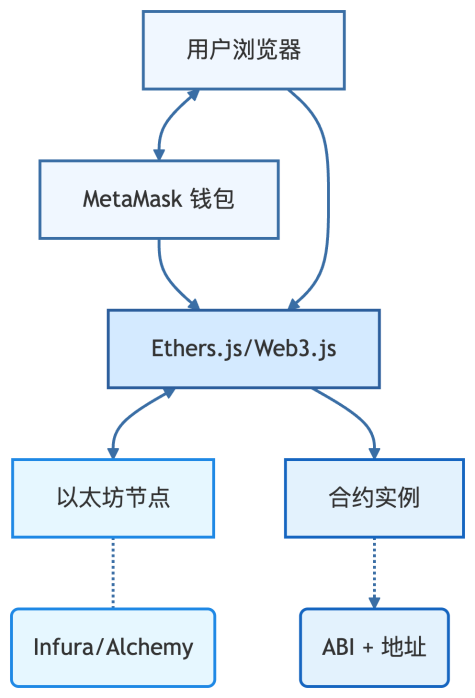 用户浏览器
MetaMask 钱包
Ethers.js/Web3.js
以太坊节点
合约实例
Infura/Alchemy
ABI + 地址